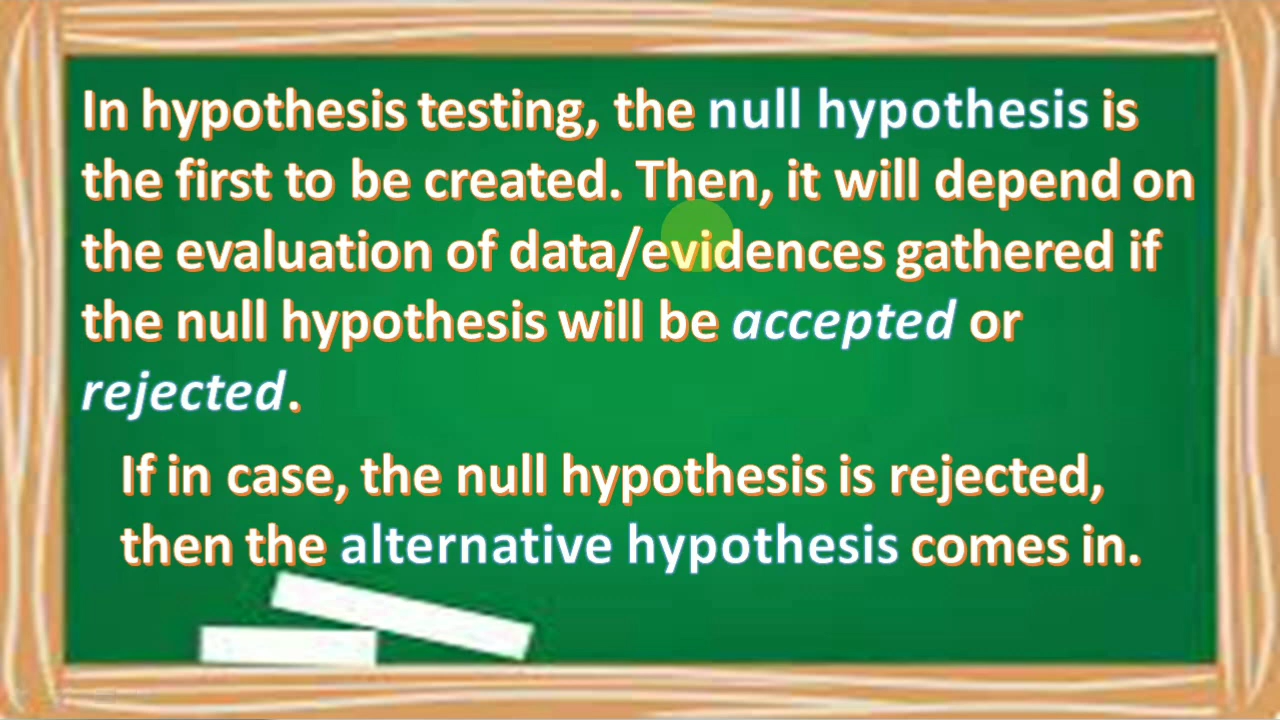 In hypothesis testing, the null hypothesis is
the first to be created. Then, it will depend on
the evaluation of data/evidences gathered if
the null hypothesis will be accepted or
rejected.
If in case, the null hypothesis is rejected,
then the alternative hypothesis comes in.